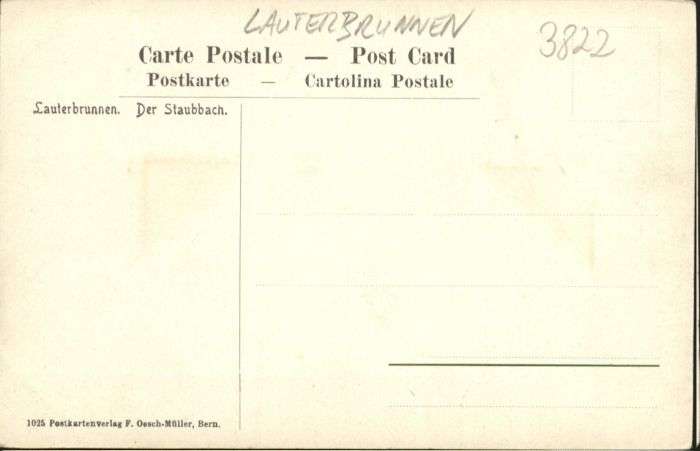 LAUTERBRUNNEN
3822
Carte Postale — Post Card
Postkarte — Cartolina Postale
Lauterbrunnen. Der Staubbach.
1025 Postkartenverlag F. Oesch-Müller, Bern.